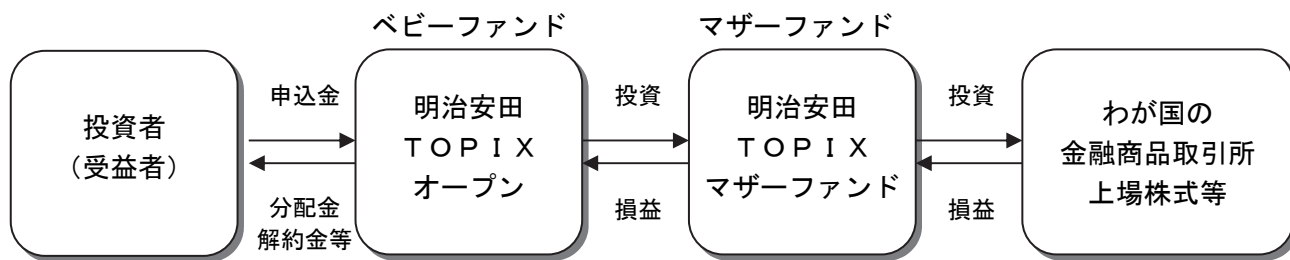 ベビーファンド
マザーファンド
投資者
(受益者)
申込金
分配金
解約金等
明治安田
TOPIX
オープン
投資
損益
明治安田
TOPIX
マザーファンド
投資
損益
わが国の
金融商品取引所
上場株式等